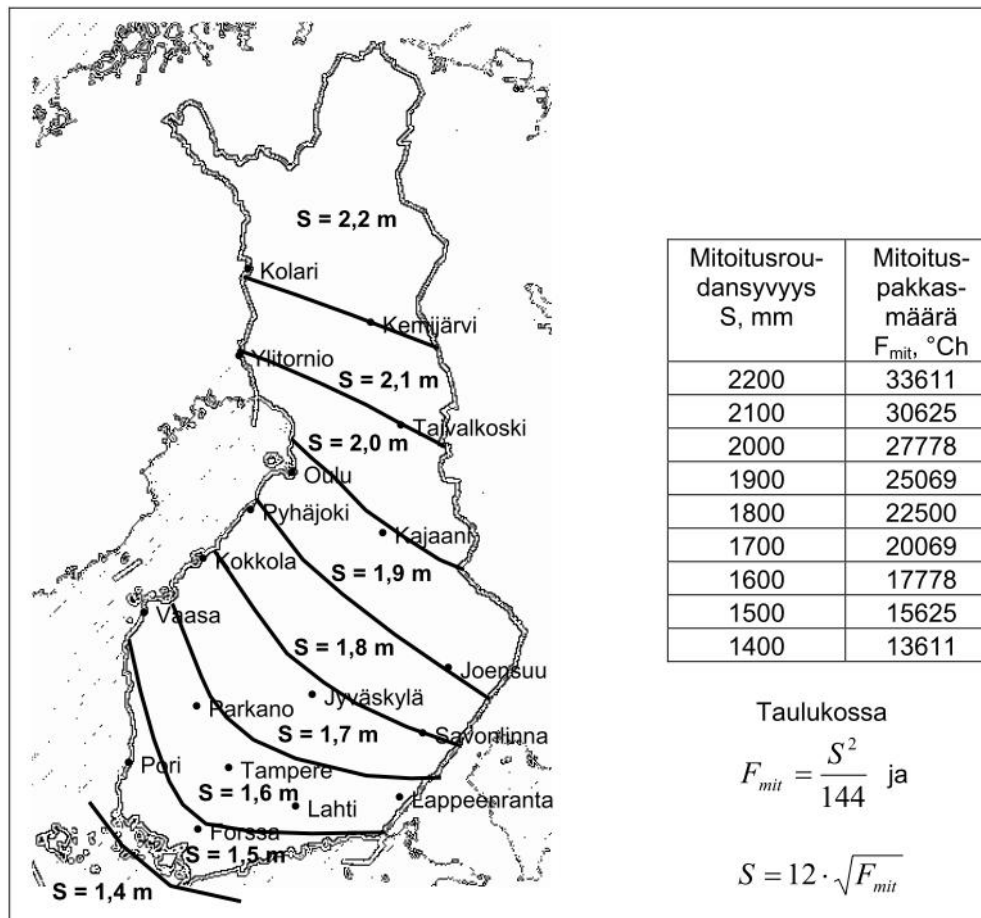 S = 2,2 m
Kolari
Kemijärvi
Ylitornio
S = 2,1 m
Taivalkoski
S = 2,0 m
Oulu
Pyhäjoki
Kajaani
Kokkola
S = 1,9 m
Vaasa
S = 1,8 m
Joensuu
Jyväskylä
Parkano
S = 1,7 m
Savonlinna
Pori
Tampere
S = 1,6 m
Lahti
Lappeenranta
Forssa
S = 1,5 m
S = 1,4 m
Mitoitusrou-
dansyvyys
S, mm
Mitoitus-
pakkas-
määrä
Fmit, °Ch
2200 33611
2100 30625
2000 27778
1900 25069
1800 22500
1700 20069
1600 17778
1500 15625
1400 13611
Taulukossa
F_mit = S²/144 ja
S = 12 · √F_mit